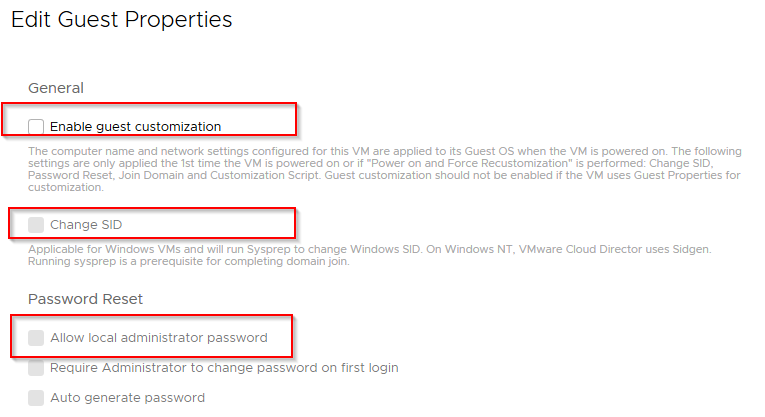 Edit Guest Properties
General
Enable guest customization
The computer name and network settings configured for this VM are applied to its Guest OS when the VM is powered on. The following
settings are only applied the 1st time the VM is powered on or if "Power on and Force Recustomization" is performed: Change SID,
Password Reset, Join Domain and Customization Script. Guest customization should not be enabled if the VM uses Guest Properties for
customization.
Change SID
Applicable for Windows VMs and will run Sysprep to change Windows SID. On Windows NT, VMware Cloud Director uses Sidgen.
Running sysprep is a prerequisite for completing domain join.
Password Reset
Allow local administrator password
Require Administrator to change password on first login
Auto generate password